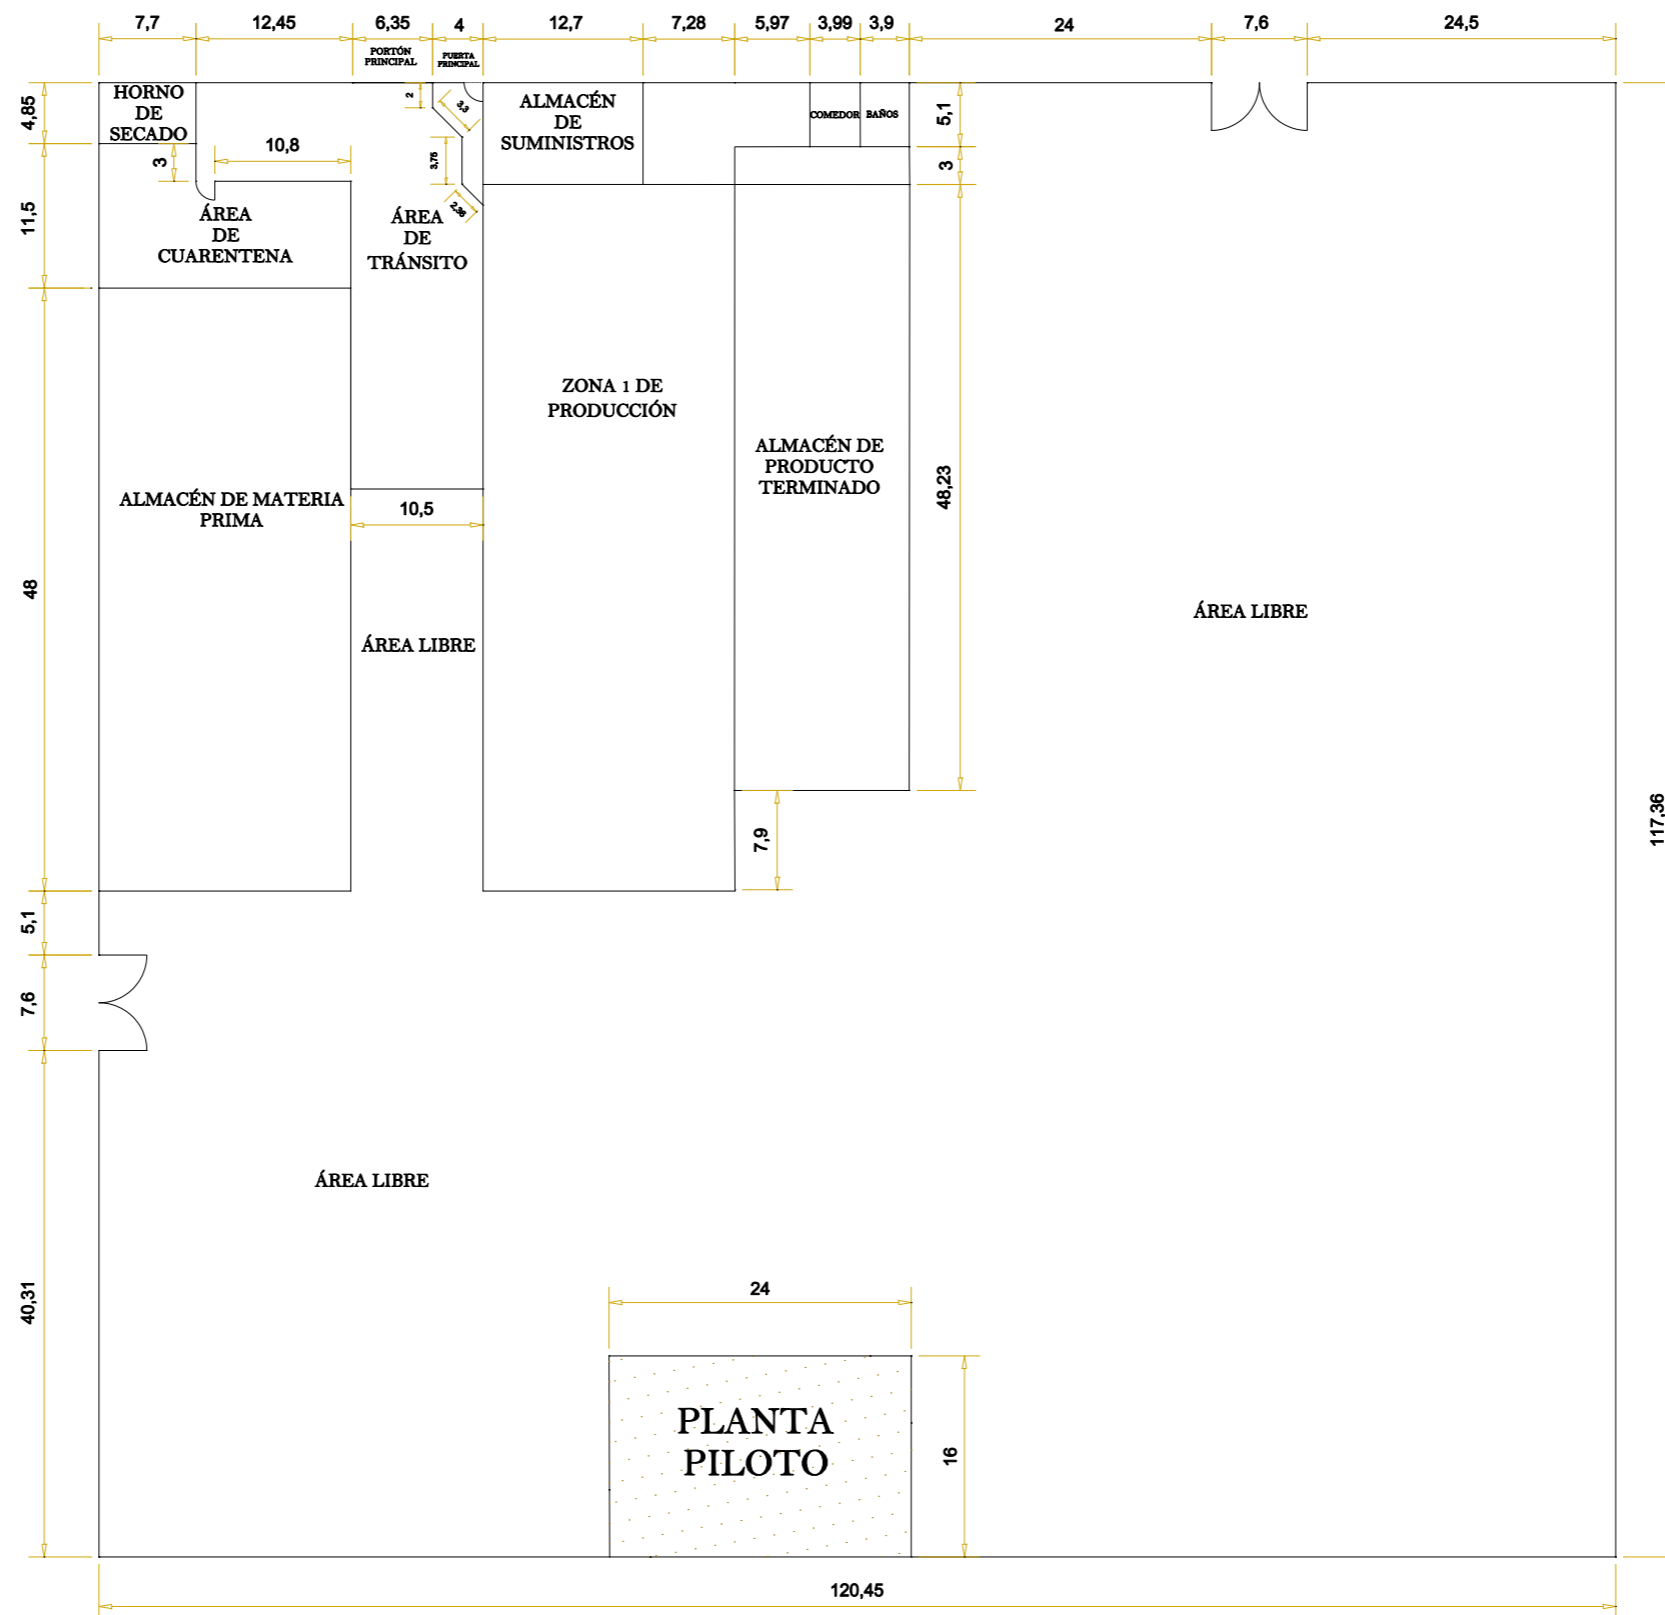 7,7 12,45 6,35 4 12,7 7,28 5,97 3,99 3,9 24 7,6 24,5
PORTÓN
PRINCIPAL
PUERTA
PRINCIPAL
HORNO
DE
SECADO
4,85
2
3,3
ALMACÉN
DE
SUMINISTROS
COMEDOR
BAÑOS
5,1
3
10,8
3,75
3
2,38
11,5
ÁREA
DE
CUARENTENA
ÁREA
DE
TRÁNSITO
ZONA 1 DE
PRODUCCIÓN
ALMACÉN DE
PRODUCTO
TERMINADO
48,23
ALMACÉN DE MATERIA
PRIMA
10,5
48
ÁREA LIBRE
ÁREA LIBRE
7,9
117,36
5,1
7,6
ÁREA LIBRE
40,31
24
PLANTA
PILOTO
16
120,45